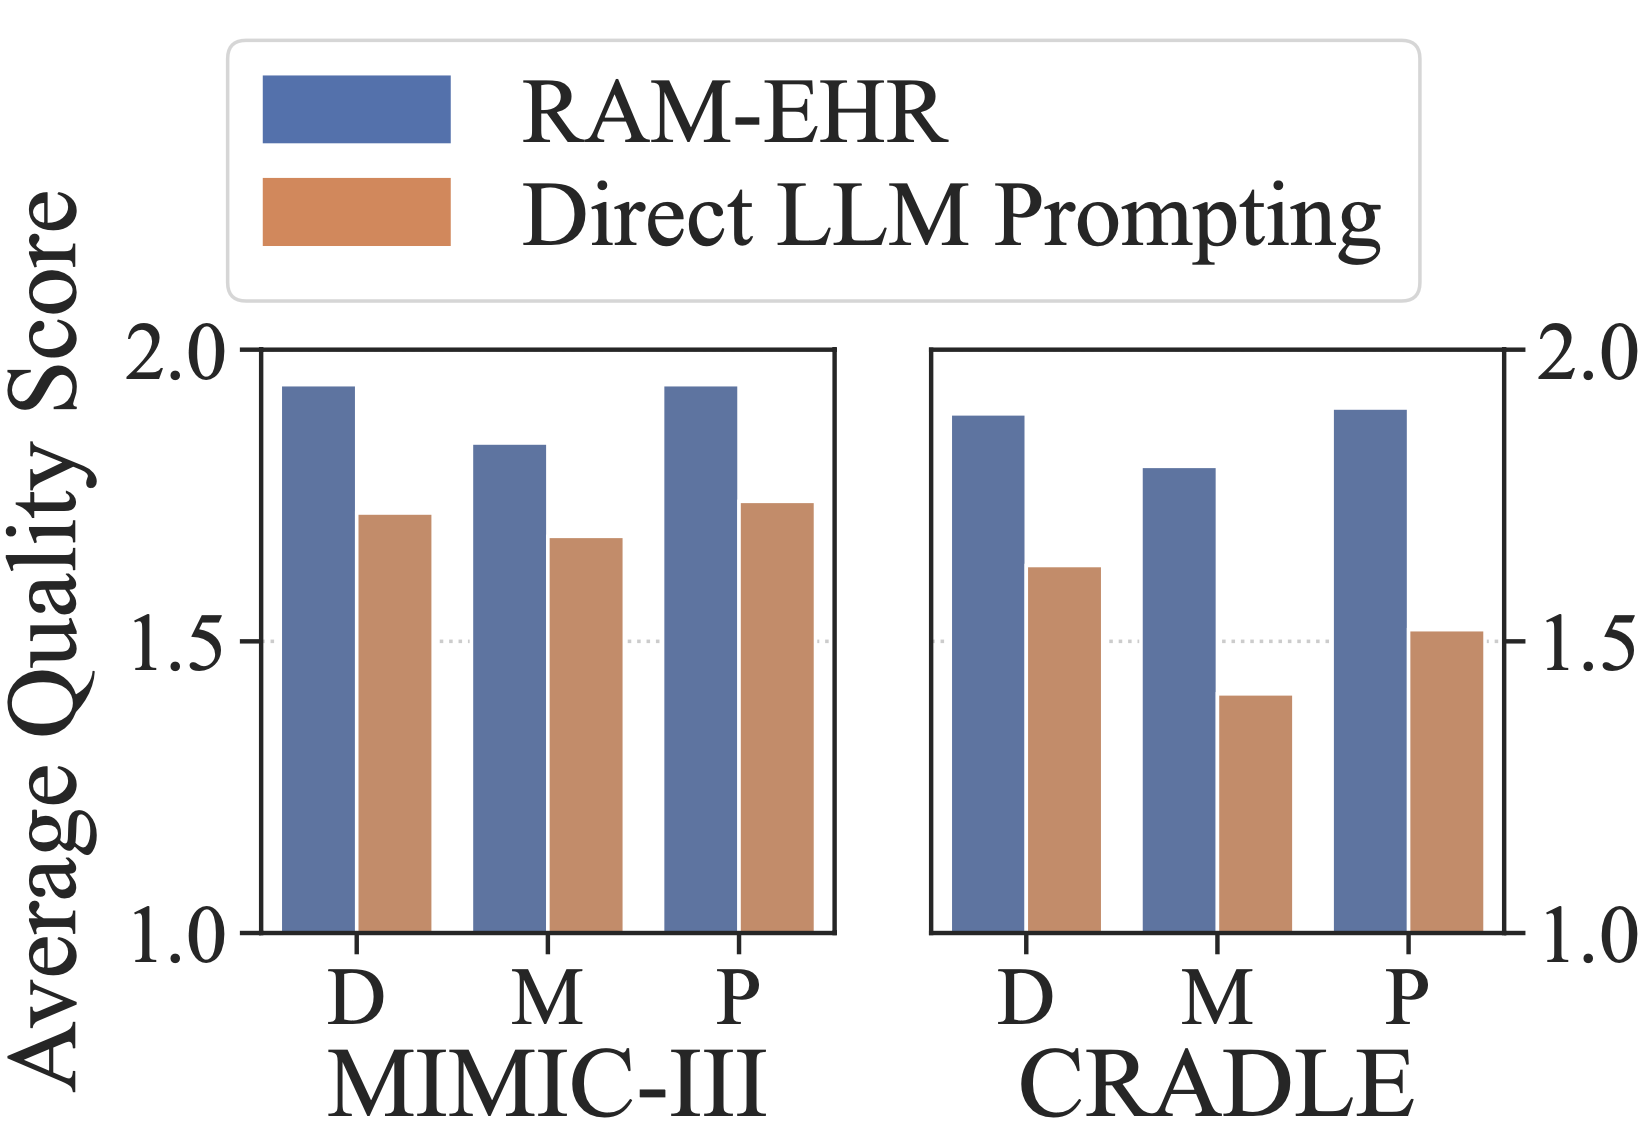 RAM-EHR
Direct LLM Prompting
Average Quality Score
2.0
1.5
1.0
D M P
MIMIC-III
2.0
1.5
1.0
D M P
CRADLE